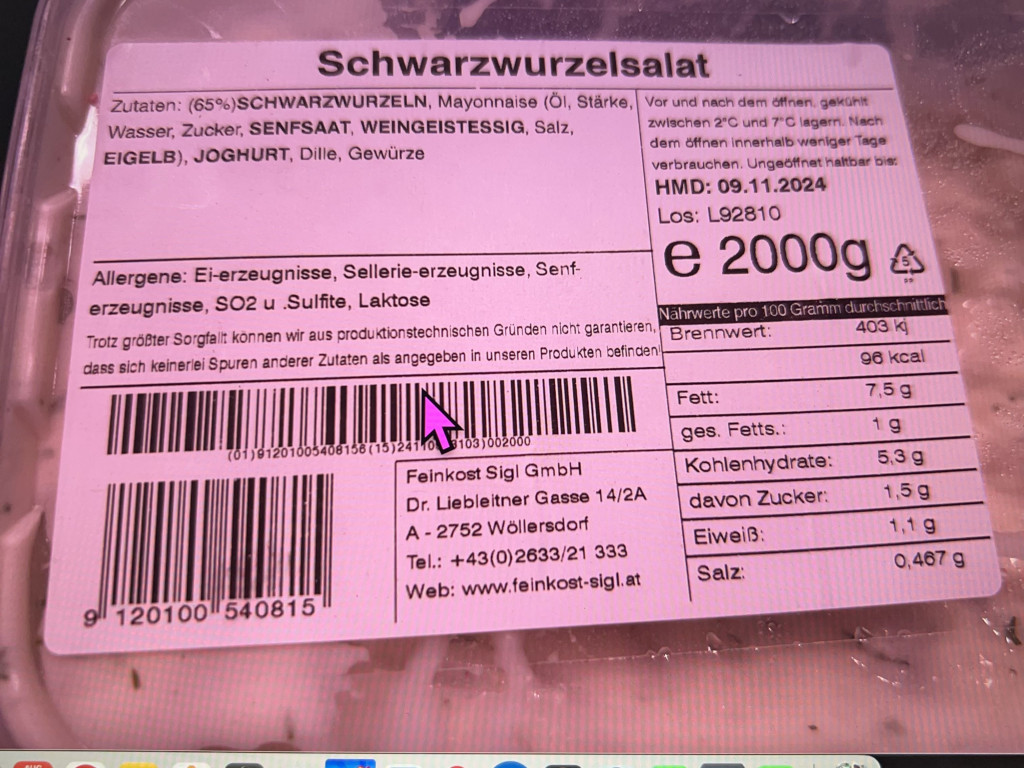 Schwarzwurzelsalat
Zutaten: (65%)SCHWARZWURZELN, Mayonnaise (Öl, Stärke,
Wasser, Zucker, SENFSAAT, WEINGEISTESSIG, Salz,
EIGELB), JOGHURT, Dille, Gewürze
Allergene: Ei-erzeugnisse, Sellerie-erzeugnisse, Senf-
erzeugnisse, SO2 u .Sulfite, Laktose
Trotz größter Sorgfalt können wir aus produktionstechnischen Gründen nicht garantieren,
dass sich keinerlei Spuren anderer Zutaten als angegeben in unseren Produkten befinden!
Vor und nach dem öffnen, gekühlt
zwischen 2°C und 7°C lagern. Nach
dem öffnen innerhalb weniger Tage
verbrauchen. Ungeöffnet haltbar bis:
HMD: 09.11.2024
Los: L92810
e 2000g
5
PP
Nährwerte pro 100 Gramm durchschnittlich
Brennwert: 403 kj
96 kcal
Fett: 7,5 g
ges. Fetts.: 1 g
Kohlenhydrate: 5,3 g
davon Zucker: 1,5 g
Eiweiß: 1,1 g
Salz: 0,467 g
9 120100 540815
Feinkost Sigl GmbH
Dr. Liebleitner Gasse 14/2A
A - 2752 Wöllersdorf
Tel.: +43(0)2633/21 333
Web: www.feinkost-sigl.at